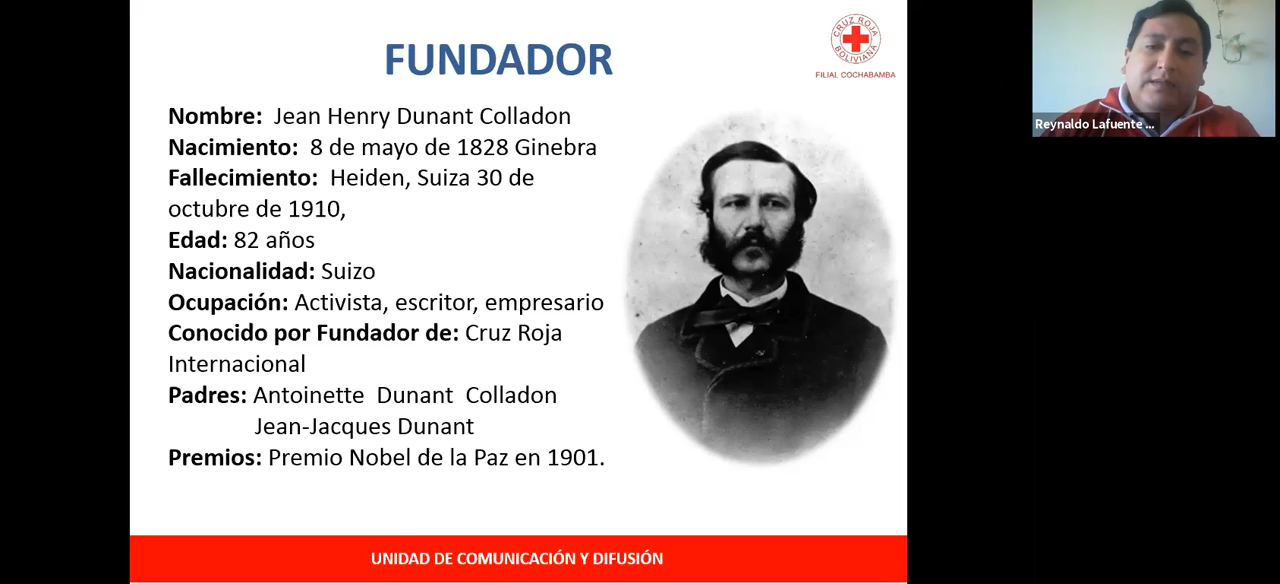 FUNDADOR
CRUZ ROJA
BOLIVIANA
FILIAL COCHABAMBA
Nombre: Jean Henry Dunant Colladon
Nacimiento: 8 de mayo de 1828 Ginebra
Fallecimiento: Heiden, Suiza 30 de
octubre de 1910,
Edad: 82 años
Nacionalidad: Suizo
Ocupación: Activista, escritor, empresario
Conocido por Fundador de: Cruz Roja
Internacional
Padres: Antoinette Dunant Colladon
Jean-Jacques Dunant
Premios: Premio Nobel de la Paz en 1901.
UNIDAD DE COMUNICACIÓN Y DIFUSIÓN
Reynaldo Lafuente ...